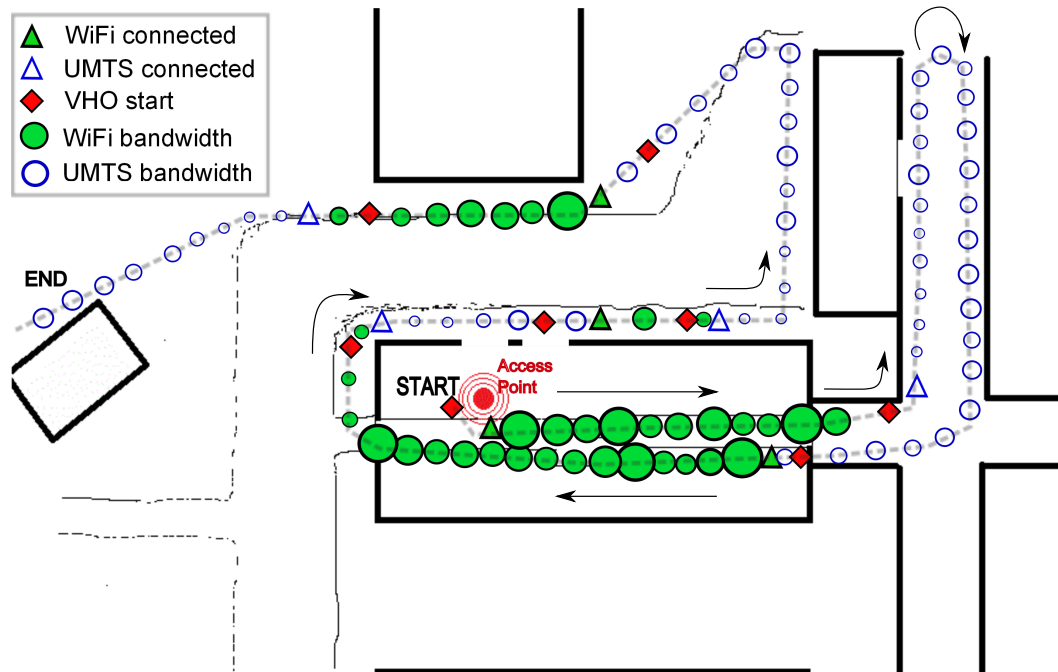 WiFi connected
UMTS connected
VHO start
WiFi bandwidth
UMTS bandwidth
END
START
Access
Point